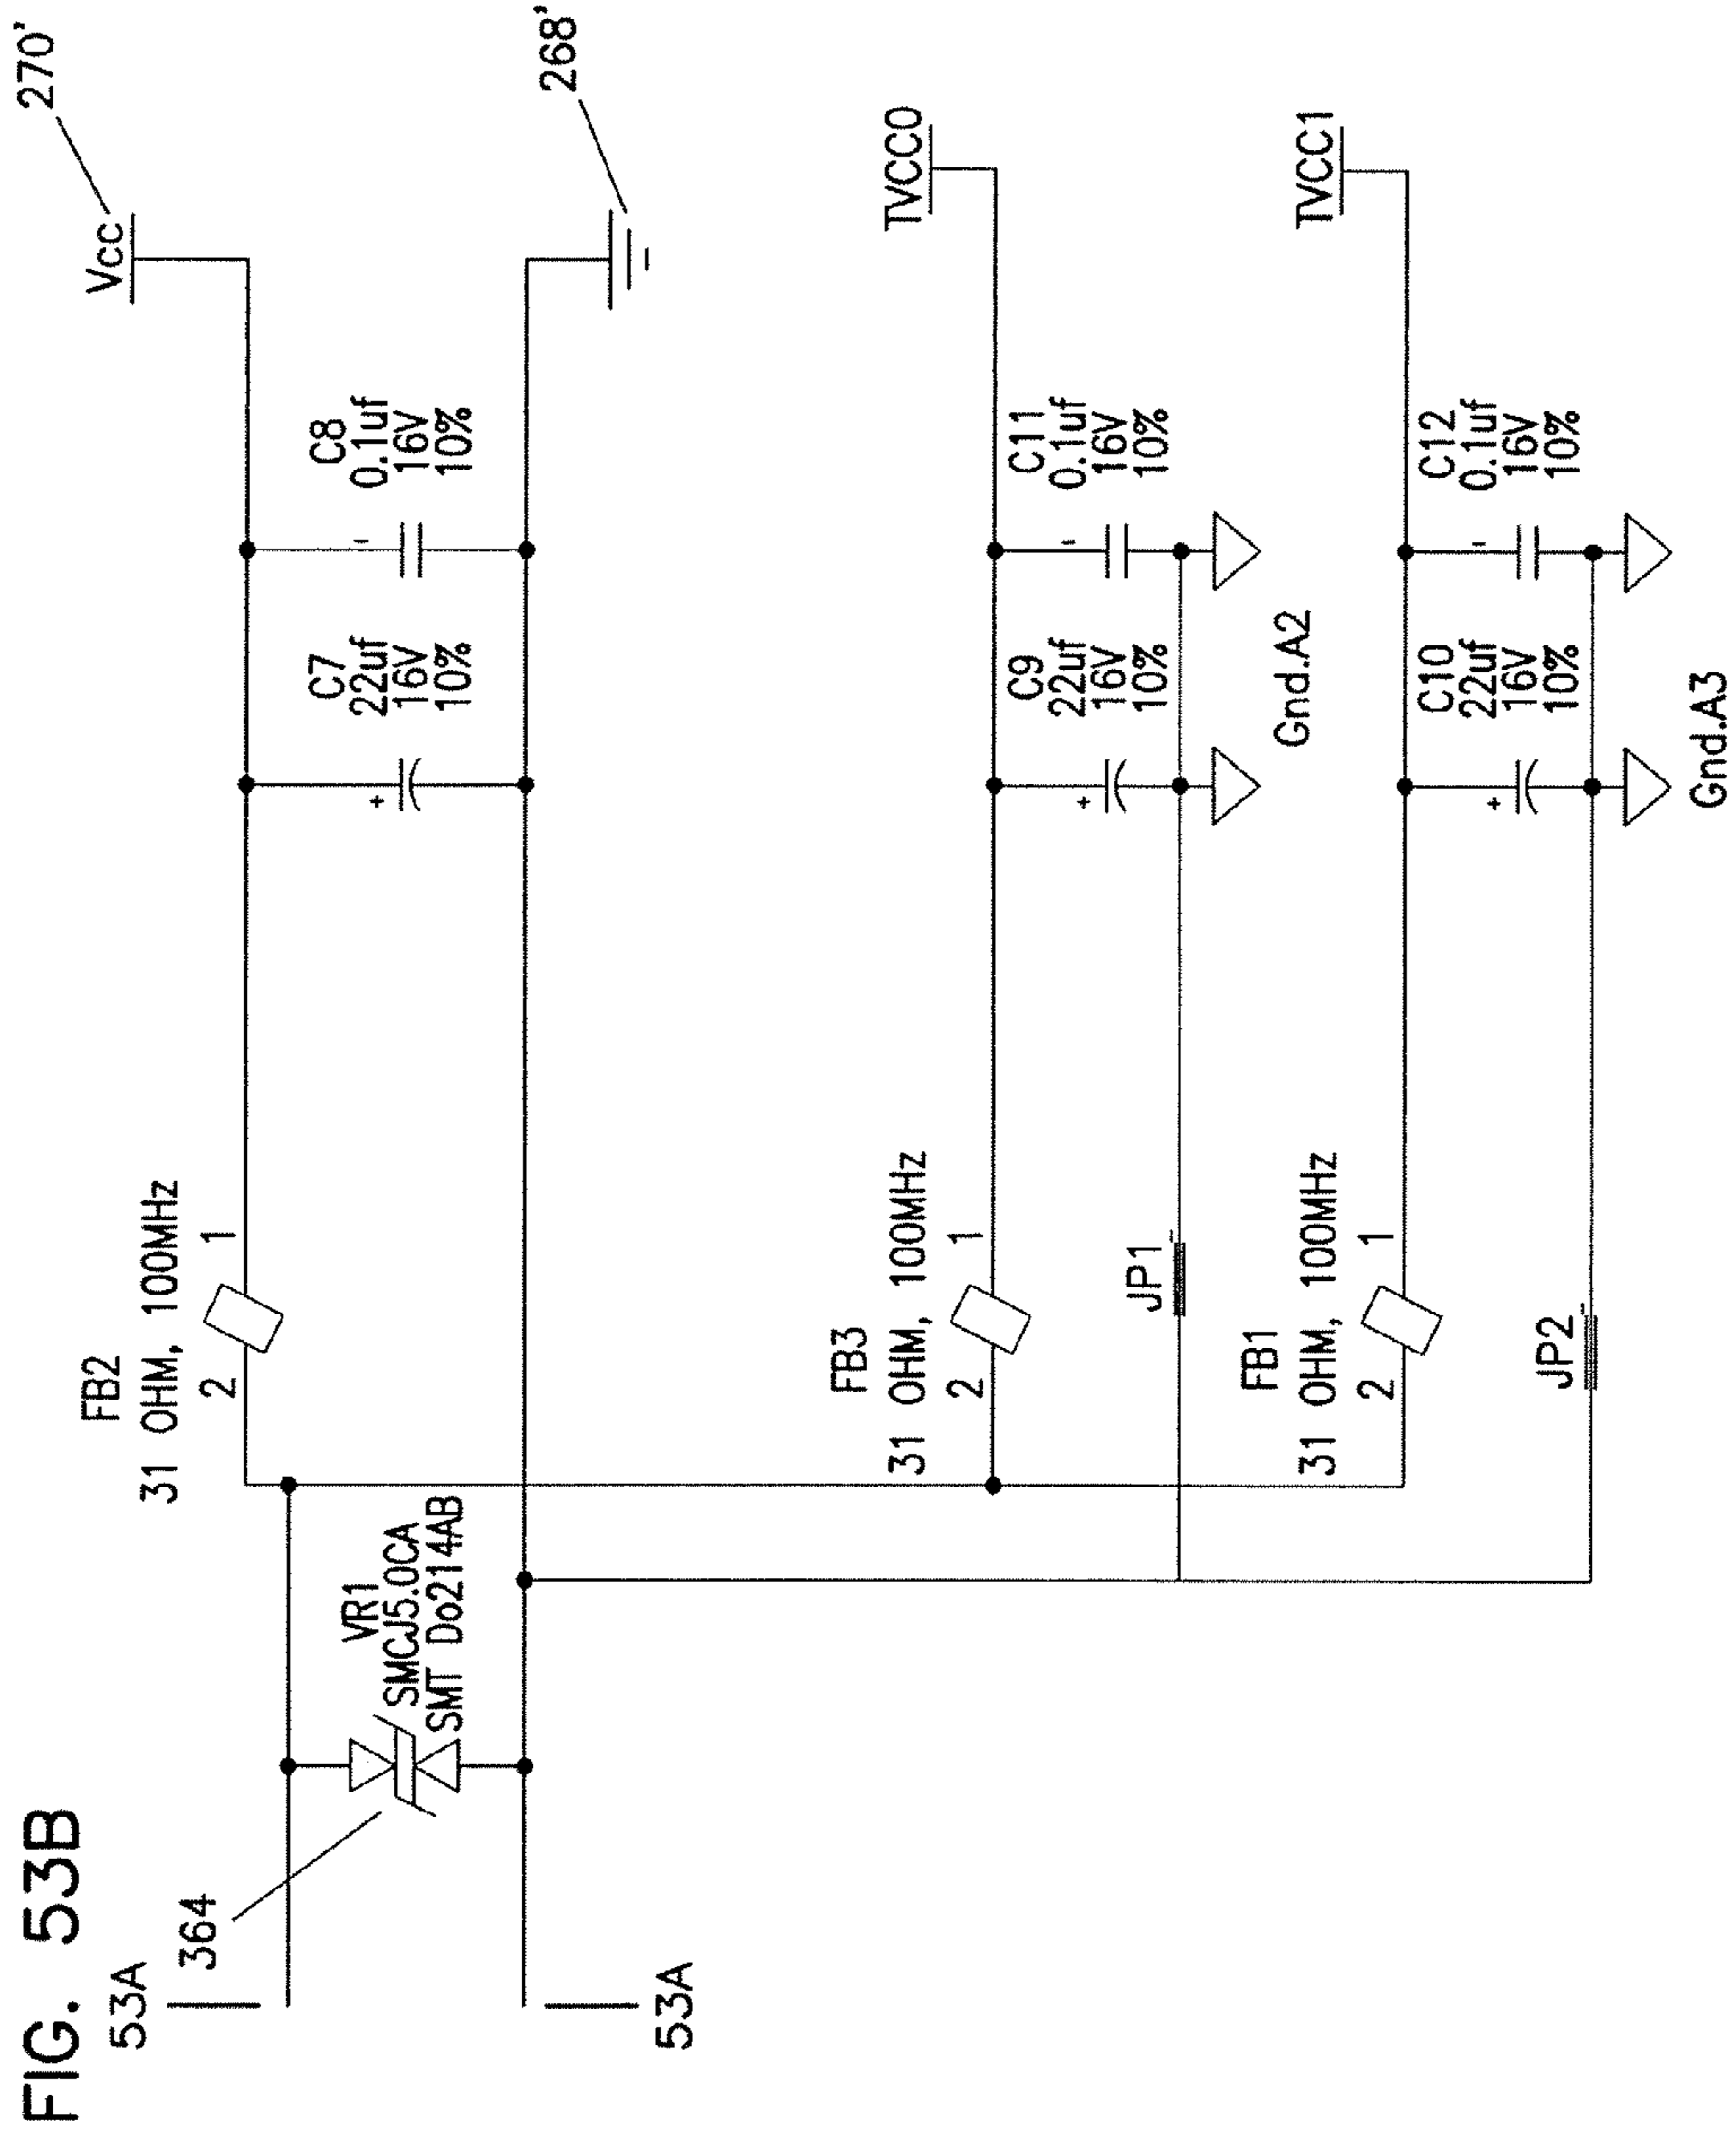 FIG. 53B
53A
364
53A
VR1
SMCJ5.0CA
SMT Do214AB
FB2
31 OHM, 100MHz
2 1
C7
22uf
16V
10%
+
C8
0.1uf
16V
10%
Vcc
270'
268'
FB3
31 OHM, 100MHz
2 1
JP1
C9
22uf
16V
10%
+
C11
0.1uf
16V
10%
TVCC0
Gnd.A2
FB1
31 OHM, 100MHz
2 1
JP2
C10
22uf
16V
10%
+
C12
0.1uf
16V
10%
TVCC1
Gnd.A3